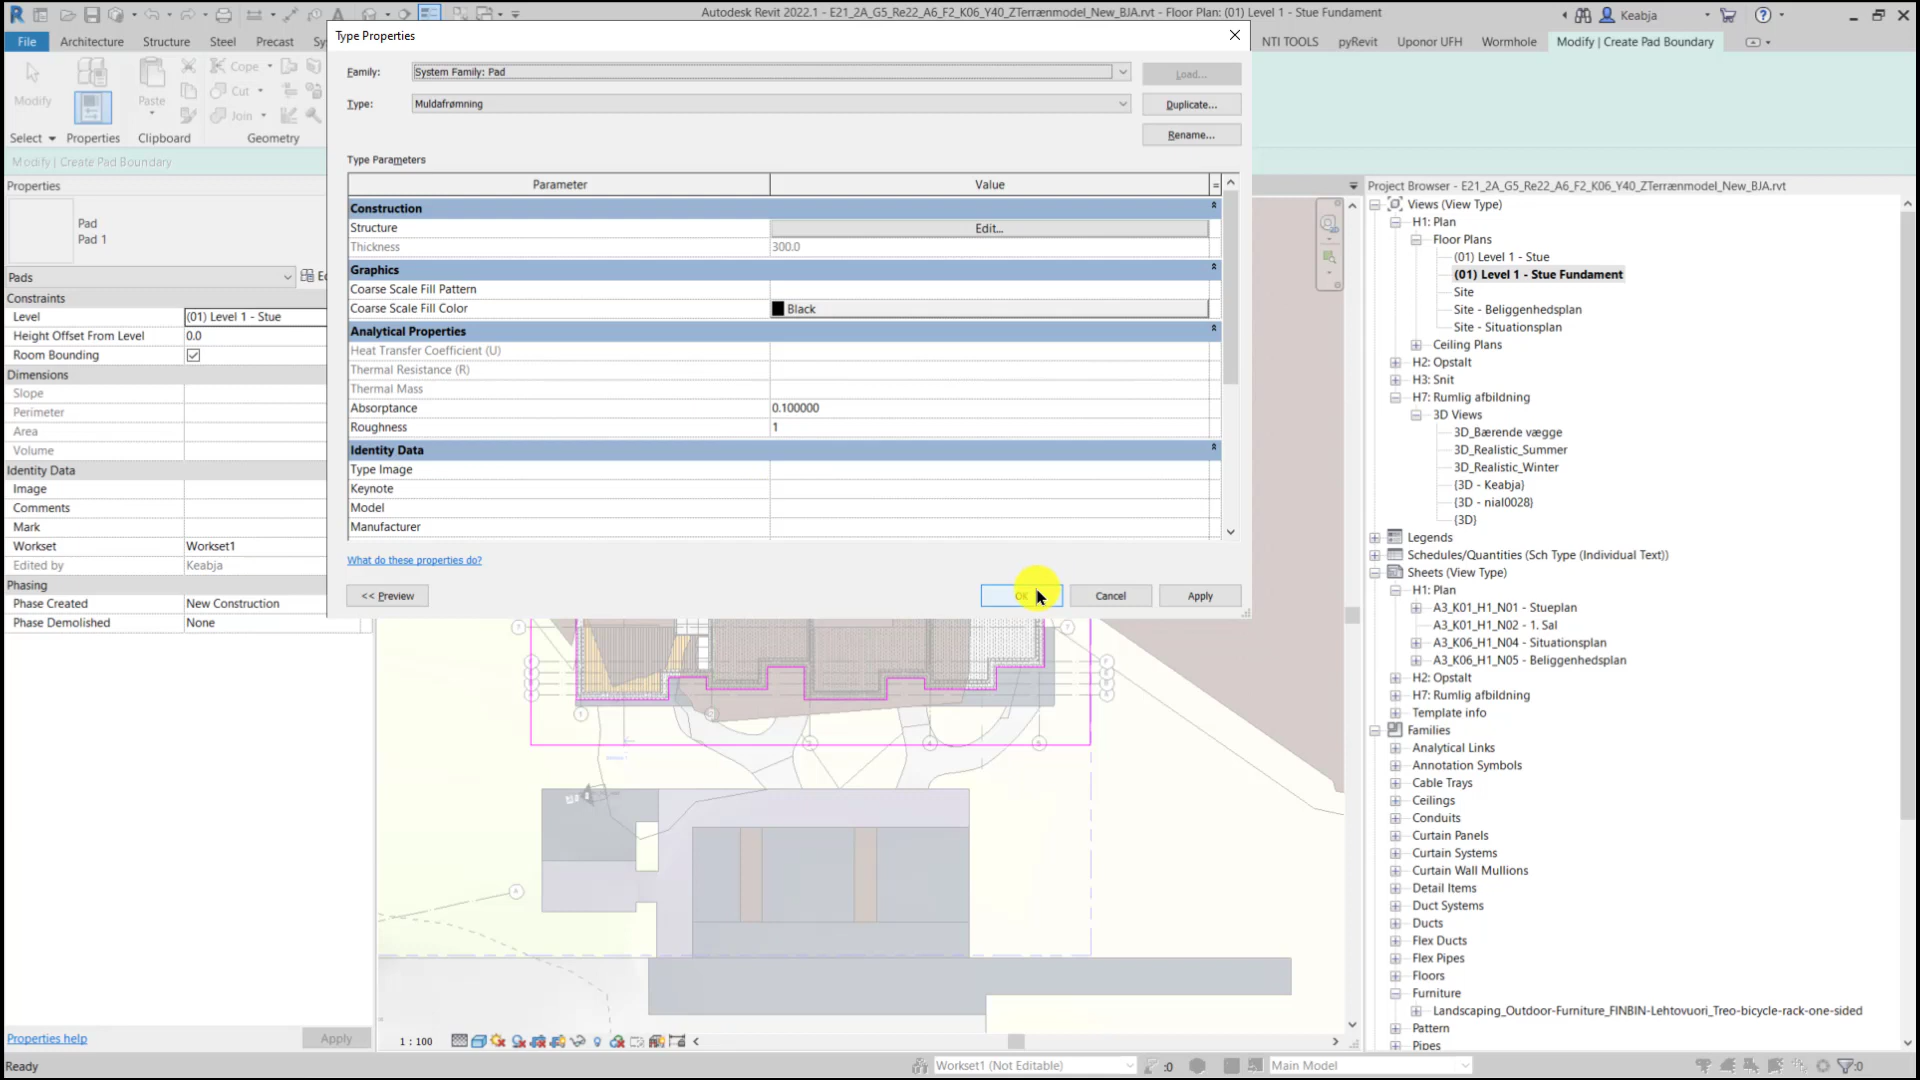 Autodesk Revit 2022.1 - E21_2A_G5_Re22_A6_F2_K06_Y40_ZTerrænmodel_New_BJA.rvt - Floor Plan: (01) Level 1 - Stue Fundament
Keabja
File
Architecture
Structure
Steel
Precast
Sy
NTI TOOLS
pyRevit
Uponor UFH
Wormhole
Modify | Create Pad Boundary
Modify
Paste
Cope
Cut
Join
Select
Properties
Clipboard
Geometry
Modify | Create Pad Boundary
Properties
Pad
Pad 1
Pads
Constraints
Level
(01) Level 1 - Stue
Height Offset From Level
0.0
Room Bounding
Dimensions
Slope
Perimeter
Area
Volume
Identity Data
Image
Comments
Mark
Workset
Workset1
Edited by
Keabja
Phasing
Phase Created
New Construction
Phase Demolished
None
Properties help
Apply
Type Properties
Family:
System Family: Pad
Load...
Type:
Muldafrømning
Duplicate...
Rename...
Type Parameters
Parameter
Value
=
Construction
Structure
Edit...
Thickness
300.0
Graphics
Coarse Scale Fill Pattern
Coarse Scale Fill Color
Black
Analytical Properties
Heat Transfer Coefficient (U)
Thermal Resistance (R)
Thermal Mass
Absorptance
0.100000
Roughness
1
Identity Data
Type Image
Keynote
Model
Manufacturer
What do these properties do?
<< Preview
OK
Cancel
Apply
Project Browser - E21_2A_G5_Re22_A6_F2_K06_Y40_ZTerrænmodel_New_BJA.rvt
Views (View Type)
H1: Plan
Floor Plans
(01) Level 1 - Stue
(01) Level 1 - Stue Fundament
Site
Site - Beliggenhedsplan
Site - Situationsplan
Ceiling Plans
H2: Opstalt
H3: Snit
H7: Rumlig afbildning
3D Views
3D_Bærende vægge
3D_Realistic_Summer
3D_Realistic_Winter
{3D - Keabja}
{3D - nial0028}
{3D}
Legends
Schedules/Quantities (Sch Type (Individual Text))
Sheets (View Type)
H1: Plan
A3_K01_H1_N01 - Stueplan
A3_K01_H1_N02 - 1. Sal
A3_K06_H1_N04 - Situationsplan
A3_K06_H1_N05 - Beliggenhedsplan
H2: Opstalt
H7: Rumlig afbildning
Template info
Families
Analytical Links
Annotation Symbols
Cable Trays
Ceilings
Conduits
Curtain Panels
Curtain Systems
Curtain Wall Mullions
Detail Items
Duct Systems
Ducts
Flex Ducts
Flex Pipes
Floors
Furniture
Landscaping_Outdoor-Furniture_FINBIN-Lehtovuori_Treo-bicycle-rack-one-sided
Pattern
Pipes
1 : 100
Ready
Workset1 (Not Editable)
:0
Main Model
:0